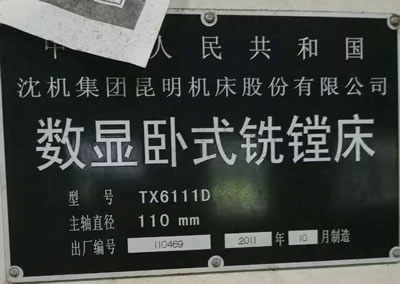 中 人民共和国
沈机集团昆明机床股份有限公司
数显卧式铣镗床
型 号 TX6111D
主轴直径 110 mm
出厂编号 110469 2011 年 10 月制造